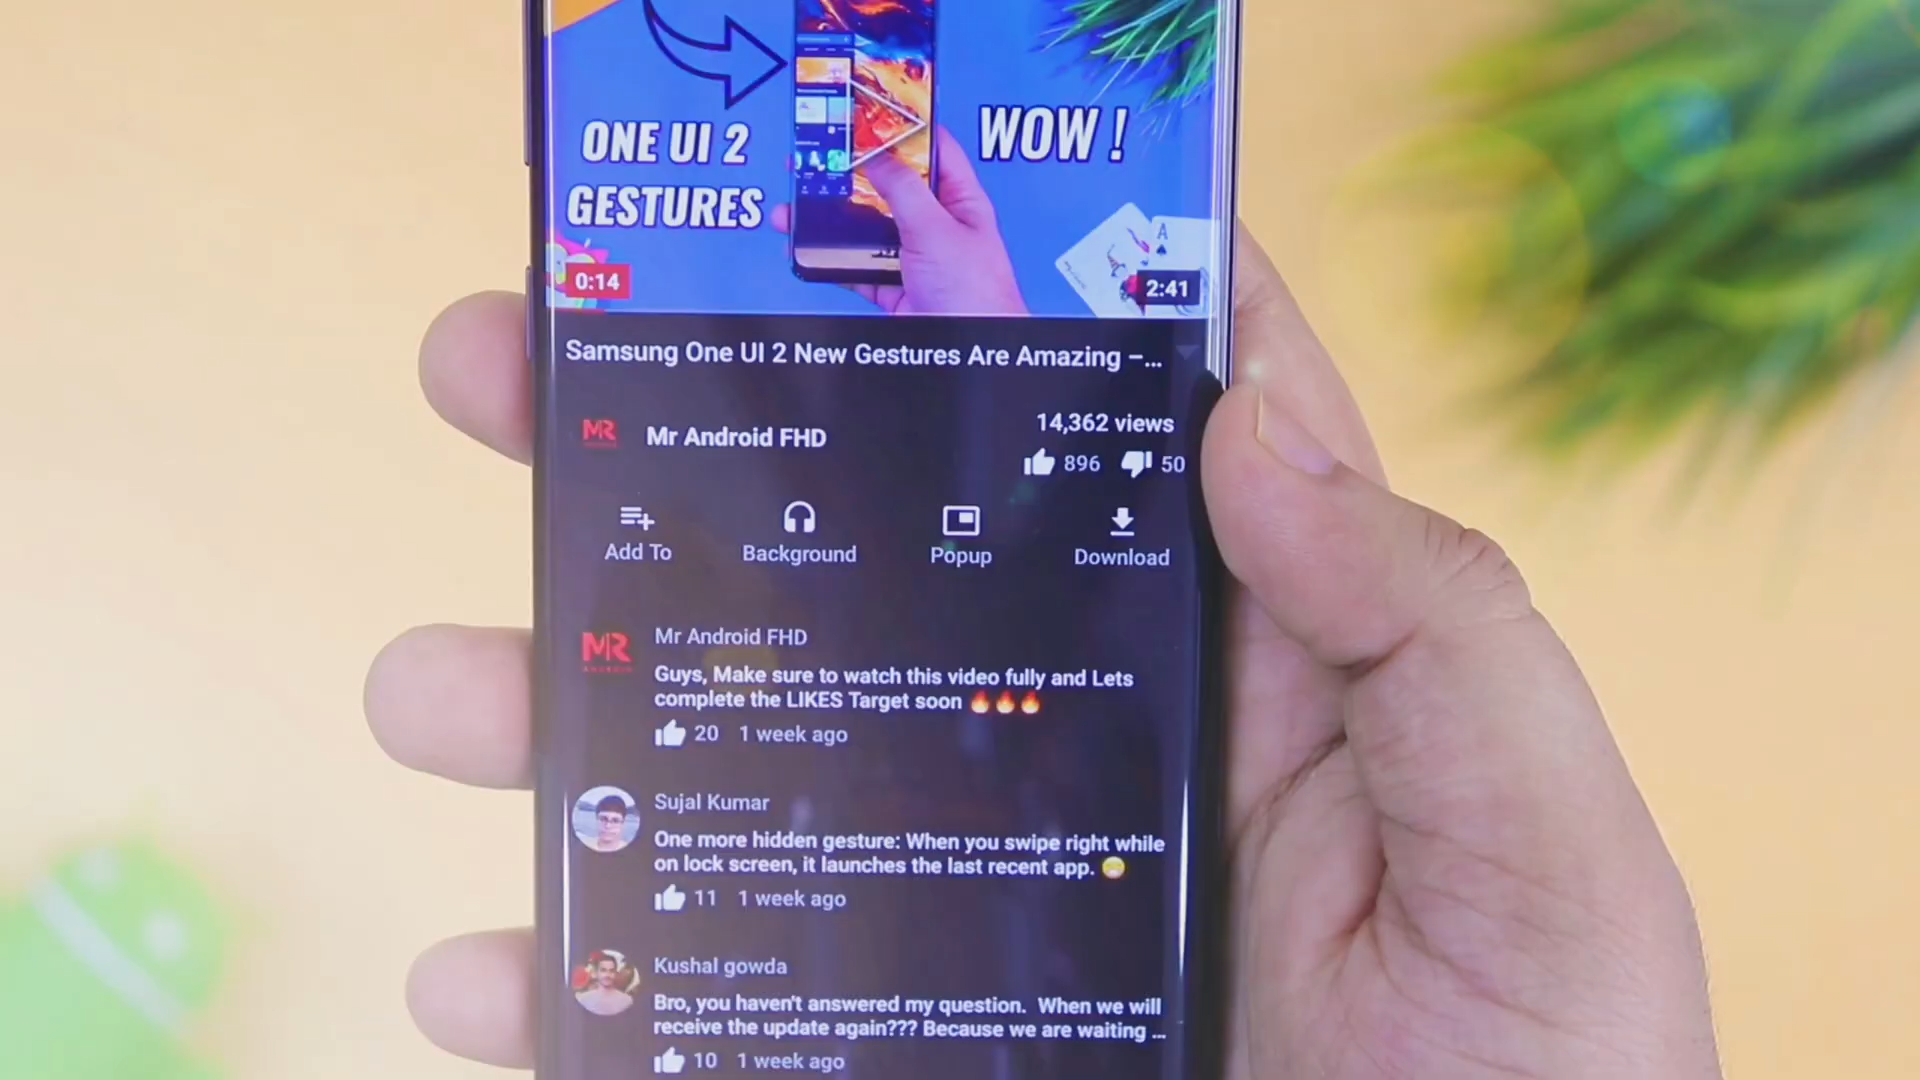 ONE UI 2
GESTURES
WOW !
A
0:14
2:41
Samsung One UI 2 New Gestures Are Amazing –...
MR
Mr Android FHD
14,362 views
896
50
Add To
Background
Popup
Download
MR
ANDROID
Mr Android FHD
Guys, Make sure to watch this video fully and Lets
complete the LIKES Target soon 🔥🔥🔥
20 1 week ago
Sujal Kumar
One more hidden gesture: When you swipe right while
on lock screen, it launches the last recent app.
11 1 week ago
Kushal gowda
Bro, you haven't answered my question. When we will
receive the update again??? Because we are waiting ...
10 1 week ago